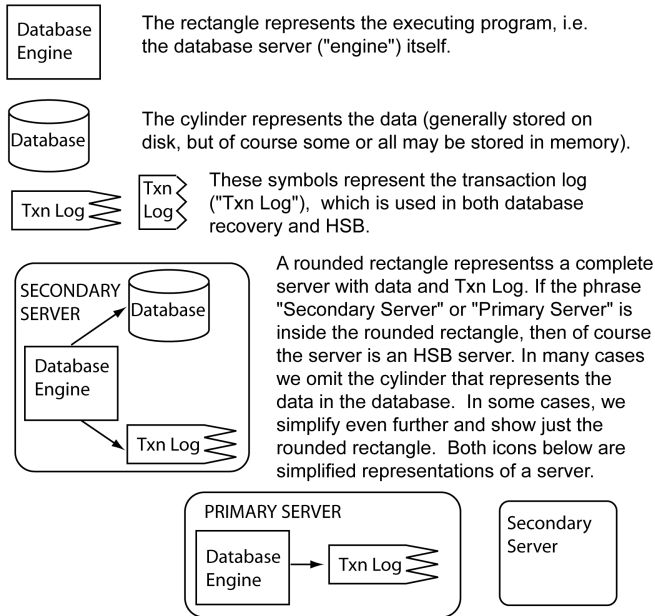 Database
Engine
The rectangle represents the executing program, i.e.
the database server ("engine") itself.
Database
The cylinder represents the data (generally stored on
disk, but of course some or all may be stored in memory).
Txn Log
Txn
Log
These symbols represent the transaction log
("Txn Log"), which is used in both database
recovery and HSB.
SECONDARY
SERVER
Database
Database
Engine
Txn Log
A rounded rectangle representss a complete
server with data and Txn Log. If the phrase
"Secondary Server" or "Primary Server" is
inside the rounded rectangle, then of course
the server is an HSB server. In many cases
we omit the cylinder that represents the
data in the database. In some cases, we
simplify even further and show just the
rounded rectangle. Both icons below are
simplified representations of a server.
PRIMARY SERVER
Database
Engine
Txn Log
Secondary
Server